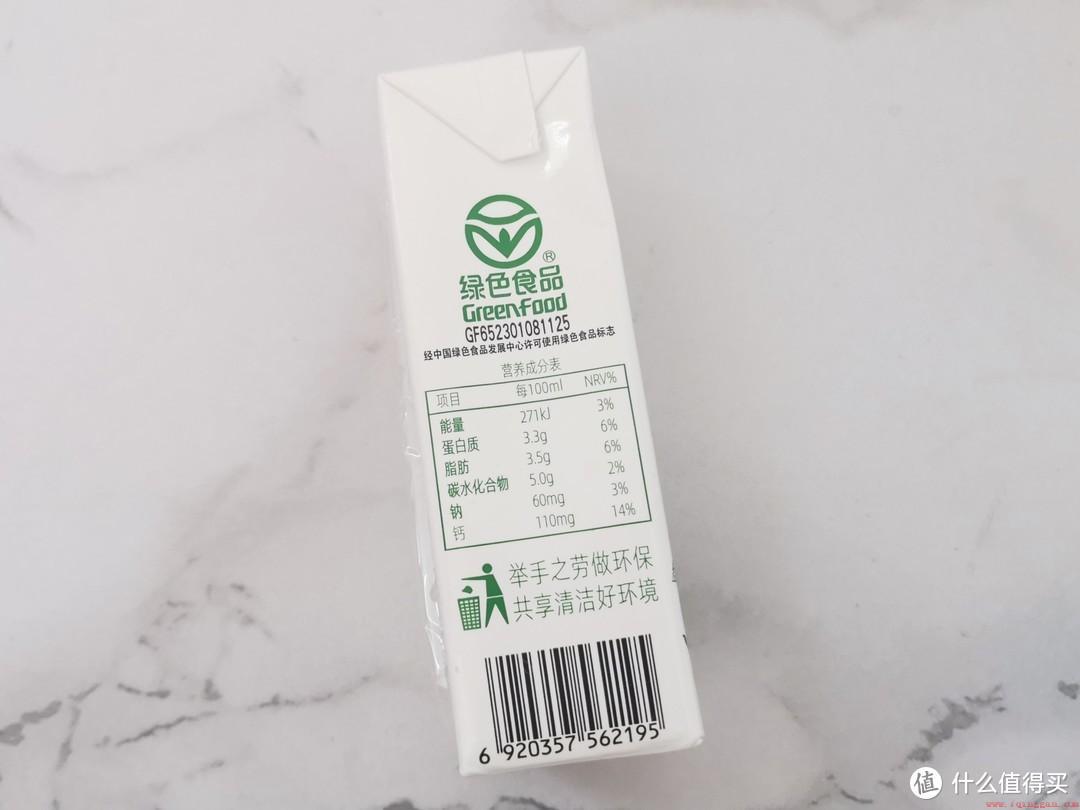 ®
绿色食品
Greenfood
GF652301081125
经中国绿色食品发展中心许可使用绿色食品标志
营养成分表
项目 每100ml NRV%
能量 271kJ 3%
蛋白质 3.3g 6%
脂肪 3.5g 6%
碳水化合物 5.0g 2%
钠 60mg 3%
钙 110mg 14%
举手之劳做环保
共享清洁好环境
6 920357 562195
值 什么值得买
www.iqinggan.com